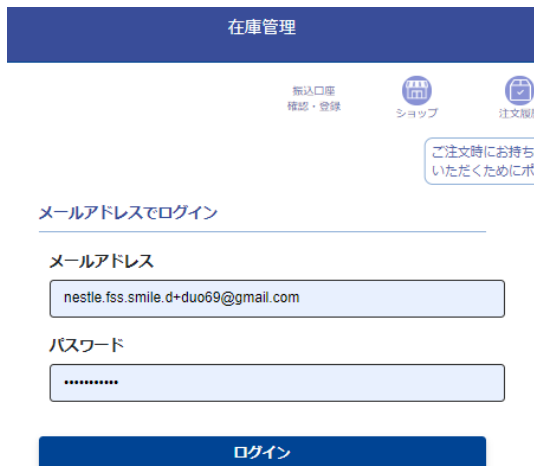 在庫管理
振込口座
確認・登録
ショップ
注文履歴
ご注文時にお持ち
いただくためにポ
メールアドレスでログイン
メールアドレス
nestle.fss.smile.d+duo69@gmail.com
パスワード
•••••••••••
ログイン